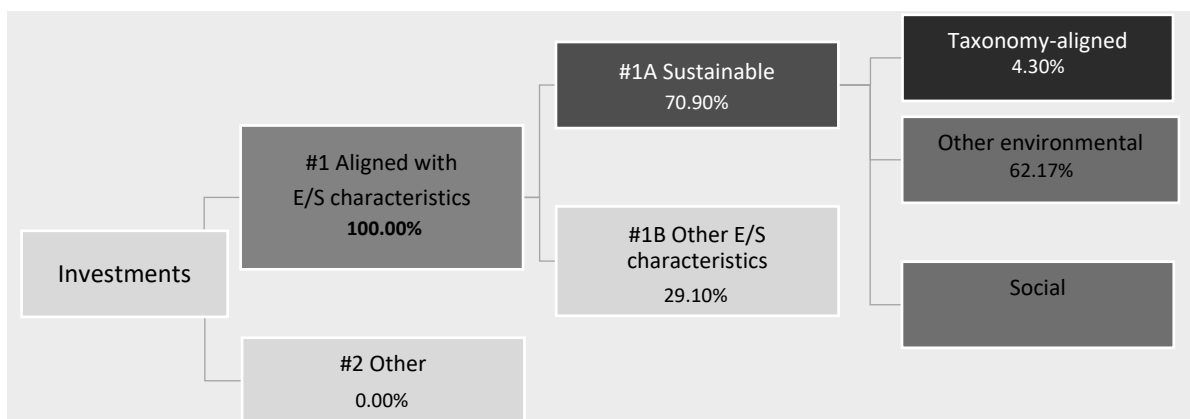 Investments
#1 Aligned with
E/S characteristics
100.00%
#2 Other
0.00%
#1A Sustainable
70.90%
#1B Other E/S
characteristics
29.10%
Taxonomy-aligned
4.30%
Other environmental
62.17%
Social